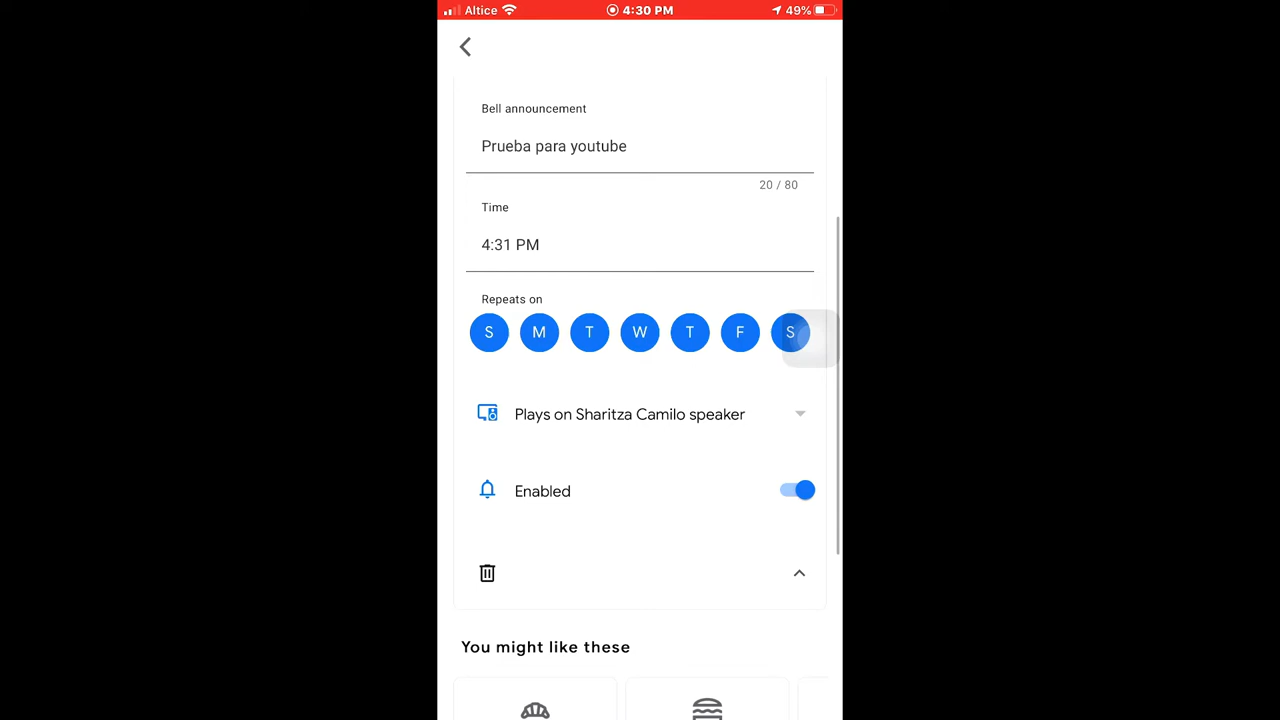 Altice 4:30 PM 49%
Bell announcement
Prueba para youtube
20 / 80
Time
4:31 PM
Repeats on
S M T W T F S
Plays on Sharitza Camilo speaker
Enabled
You might like these